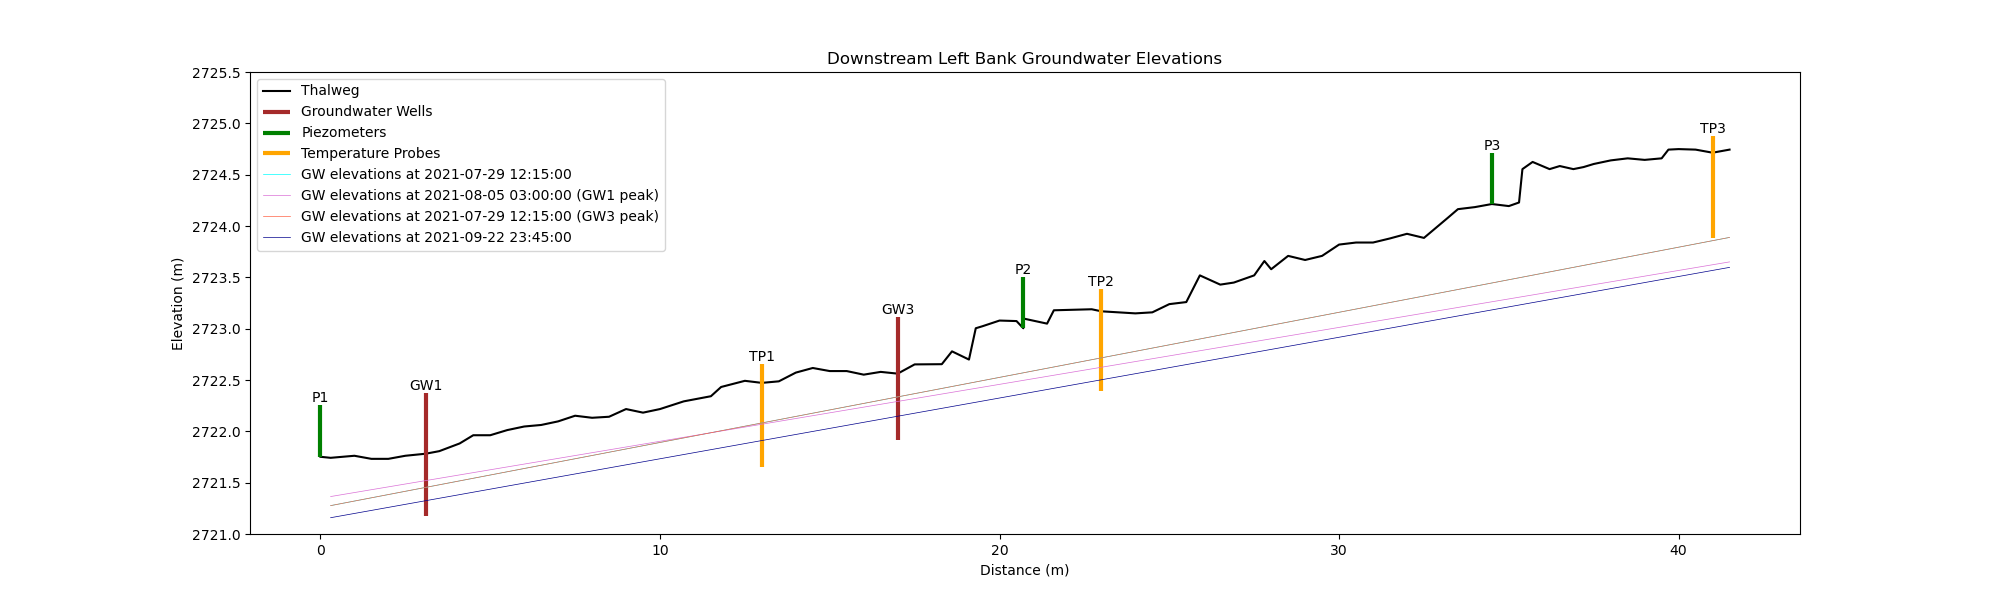 Downstream Left Bank Groundwater Elevations
2725.5
2725.0
2724.5
2724.0
2723.5
2723.0
2722.5
2722.0
2721.5
2721.0
Elevation (m)
Thalweg
Groundwater Wells
Piezometers
Temperature Probes
GW elevations at 2021-07-29 12:15:00
GW elevations at 2021-08-05 03:00:00 (GW1 peak)
GW elevations at 2021-07-29 12:15:00 (GW3 peak)
GW elevations at 2021-09-22 23:45:00
P1
GW1
TP1
GW3
P2
TP2
P3
TP3
0 10 20 30 40
Distance (m)